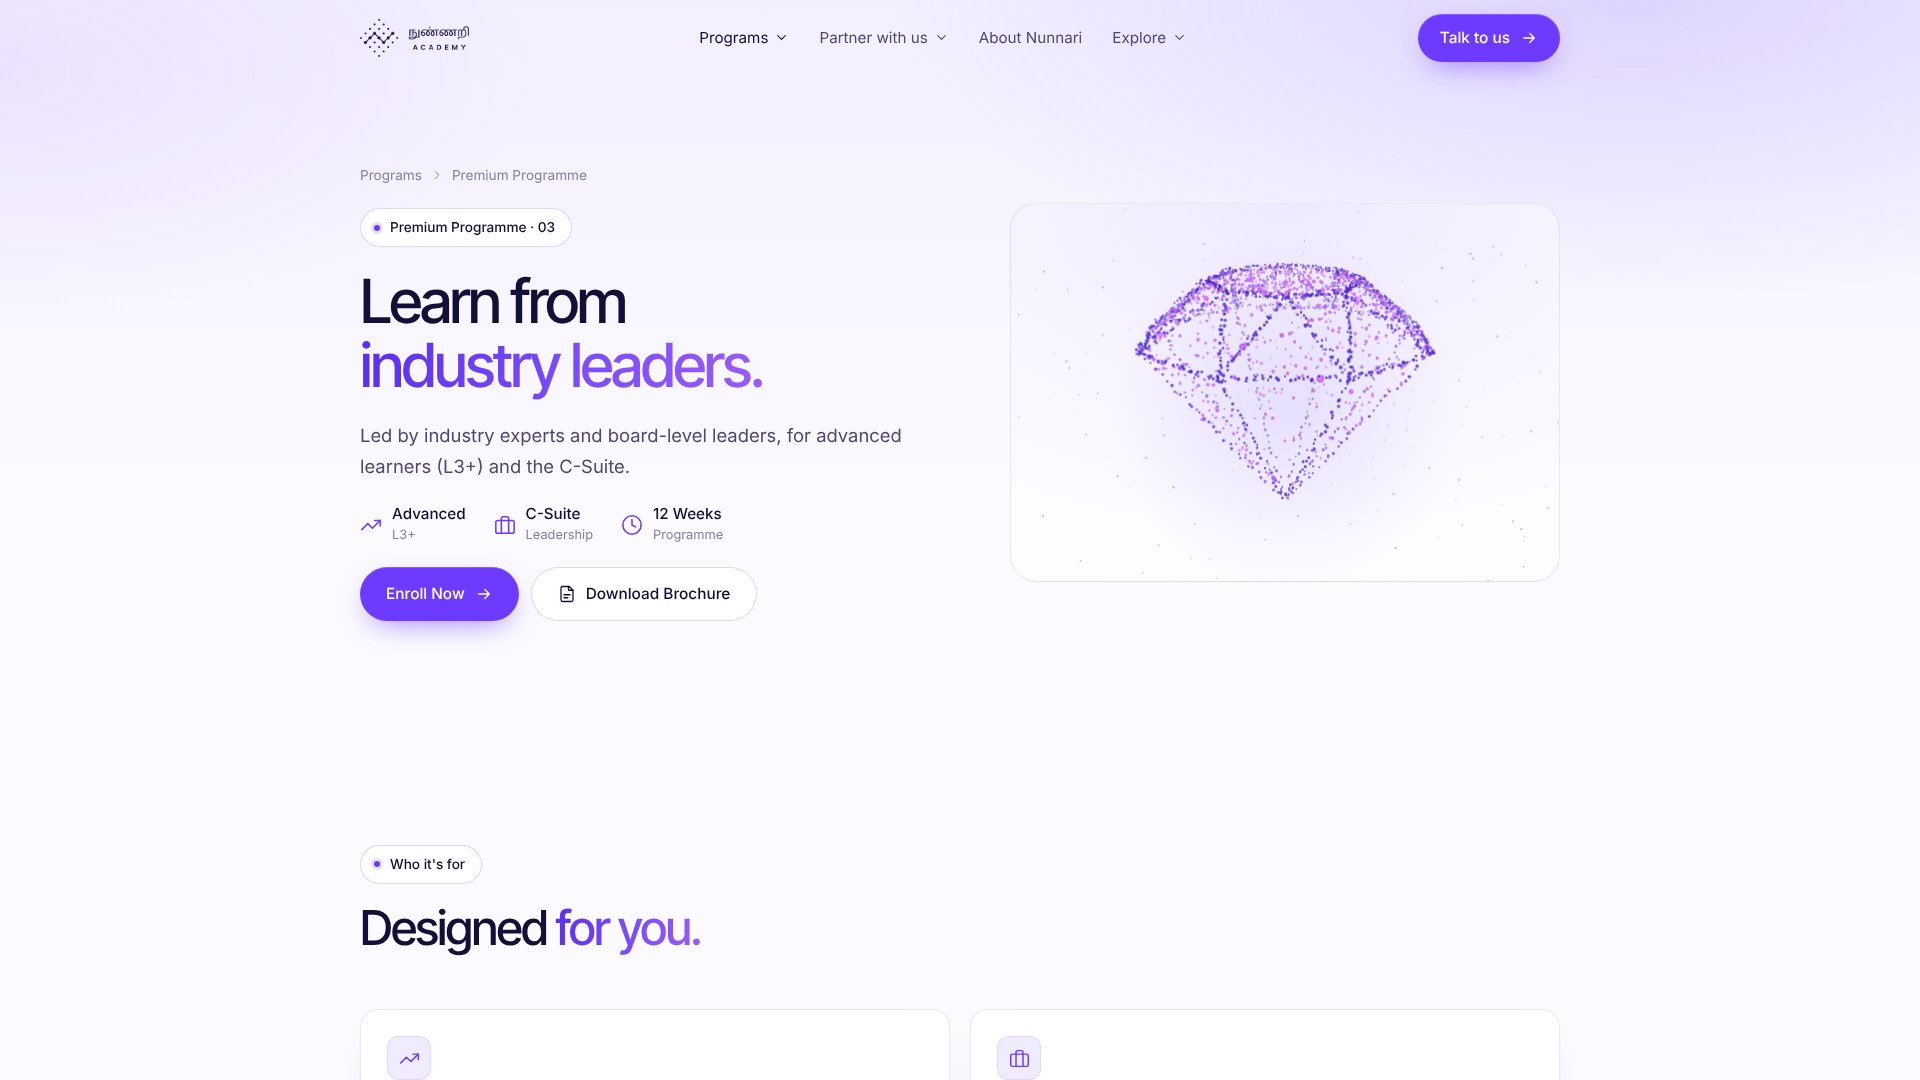 நுண்ணறி
ACADEMY
Programs
Partner with us
About Nunnari
Explore
Talk to us
Programs
Premium Programme
Premium Programme · 03
Learn from
industry leaders.
Led by industry experts and board-level leaders, for advanced
learners (L3+) and the C-Suite.
Advanced
L3+
C-Suite
Leadership
12 Weeks
Programme
Enroll Now
Download Brochure
Who it's for
Designed for you.